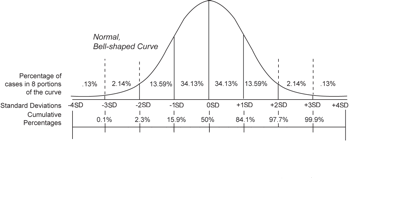 Normal,
Bell-shaped Curve
Percentage of
cases in 8 portions
of the curve
.13% 2.14% 13.59% 34.13% 34.13% 13.59% 2.14% .13%
Standard Deviations -4SD -3SD -2SD -1SD 0SD +1SD +2SD +3SD +4SD
Cumulative
Percentages 0.1% 2.3% 15.9% 50% 84.1% 97.7% 99.9%